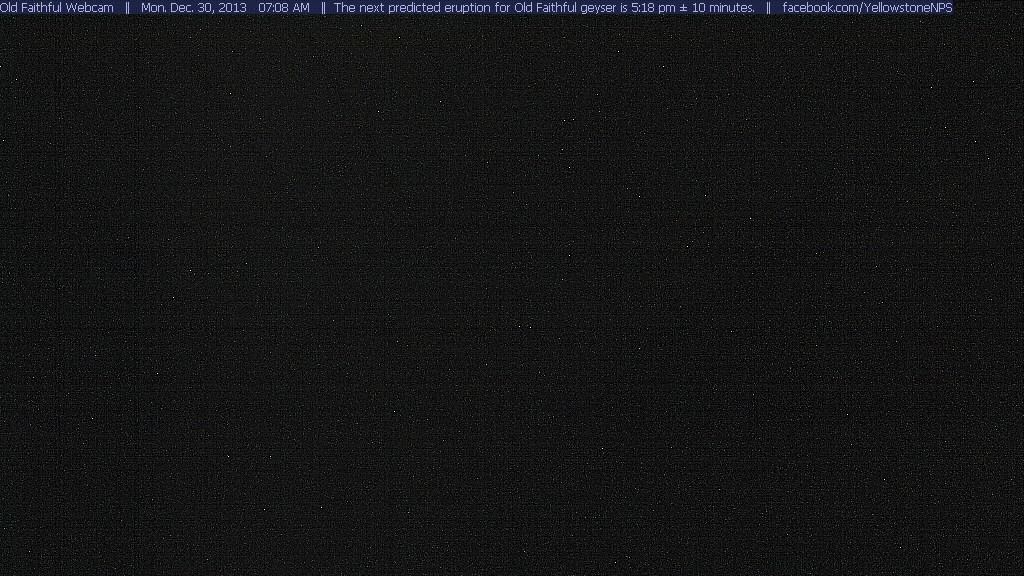 Old Faithful Webcam || Mon. Dec. 30, 2013 07:08 AM || The next predicted eruption for Old Faithful geyser is 5:18 pm ± 10 minutes. || facebook.com/YellowstoneNPS